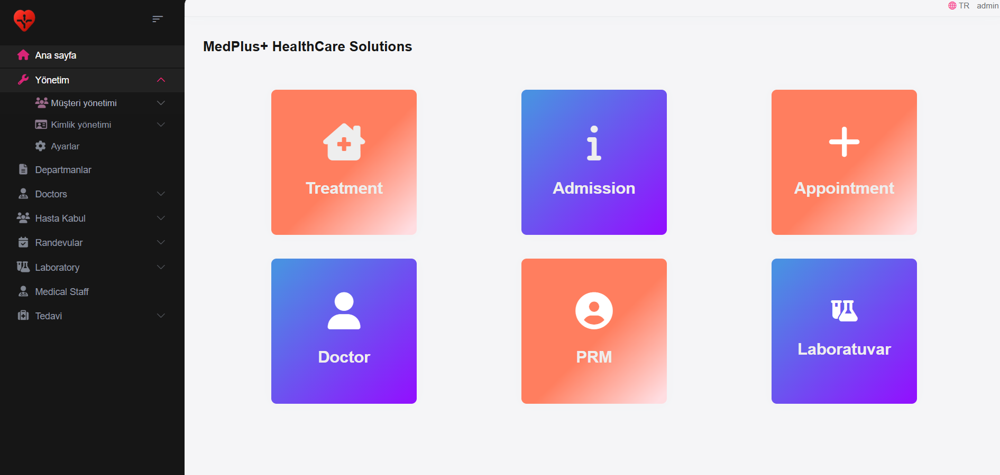 TR admin
Ana sayfa
Yönetim
Müşteri yönetimi
Kimlik yönetimi
Ayarlar
Departmanlar
Doctors
Hasta Kabul
Randevular
Laboratory
Medical Staff
Tedavi
MedPlus+ HealthCare Solutions
Treatment
Admission
Appointment
Doctor
PRM
Laboratuvar